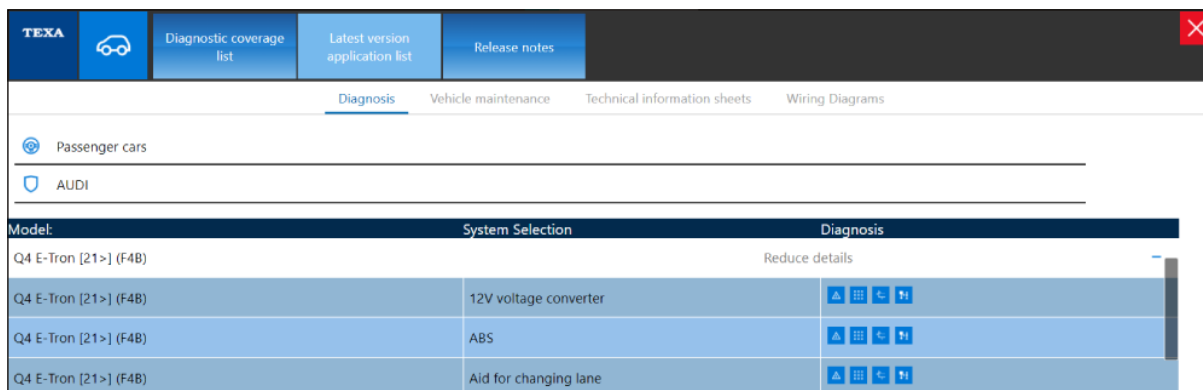 TEXA
Diagnostic coverage
list
Latest version
application list
Release notes
Diagnosis Vehicle maintenance Technical information sheets Wiring Diagrams
Passenger cars
AUDI
Model: System Selection Diagnosis
Q4 E-Tron [21>] (F4B) Reduce details
Q4 E-Tron [21>] (F4B) 12V voltage converter
Q4 E-Tron [21>] (F4B) ABS
Q4 E-Tron [21>] (F4B) Aid for changing lane